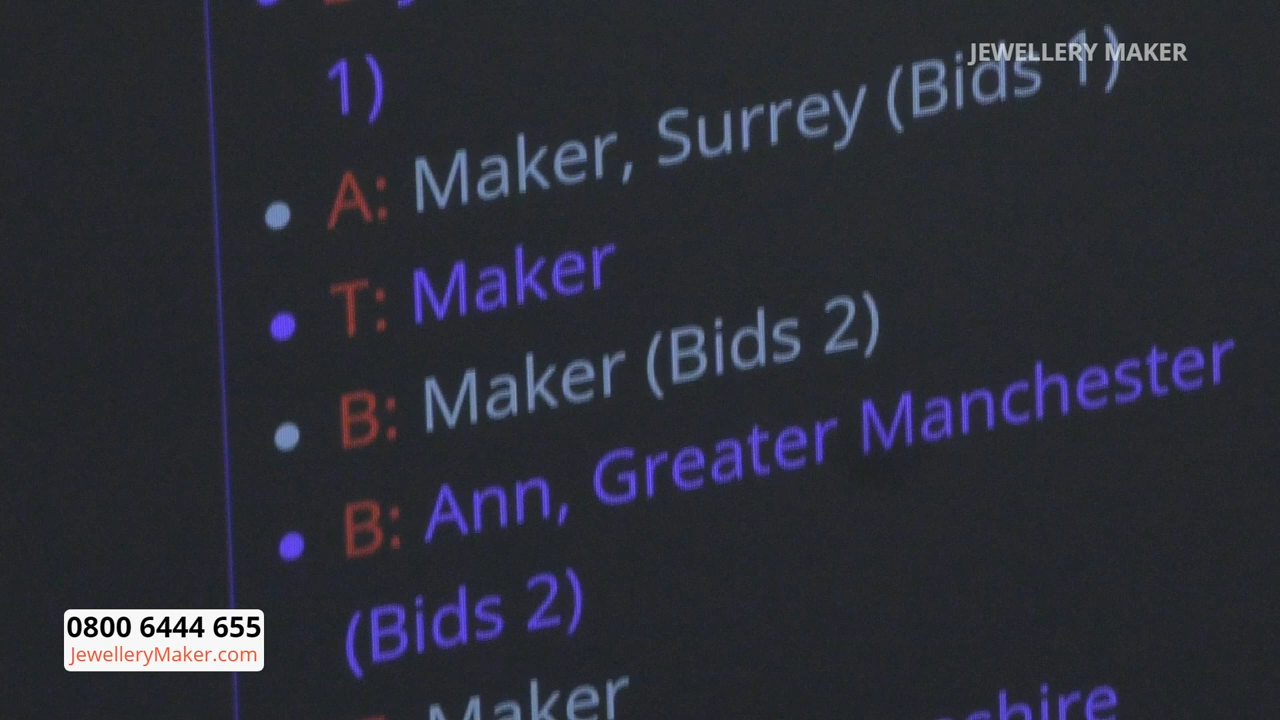 JEWELLERY MAKER
1)
A: Maker, Surrey (Bids 1)
T: Maker
B: Maker (Bids 2)
B: Ann, Greater Manchester
(Bids 2)
Maker
0800 6444 655
JewelleryMaker.com